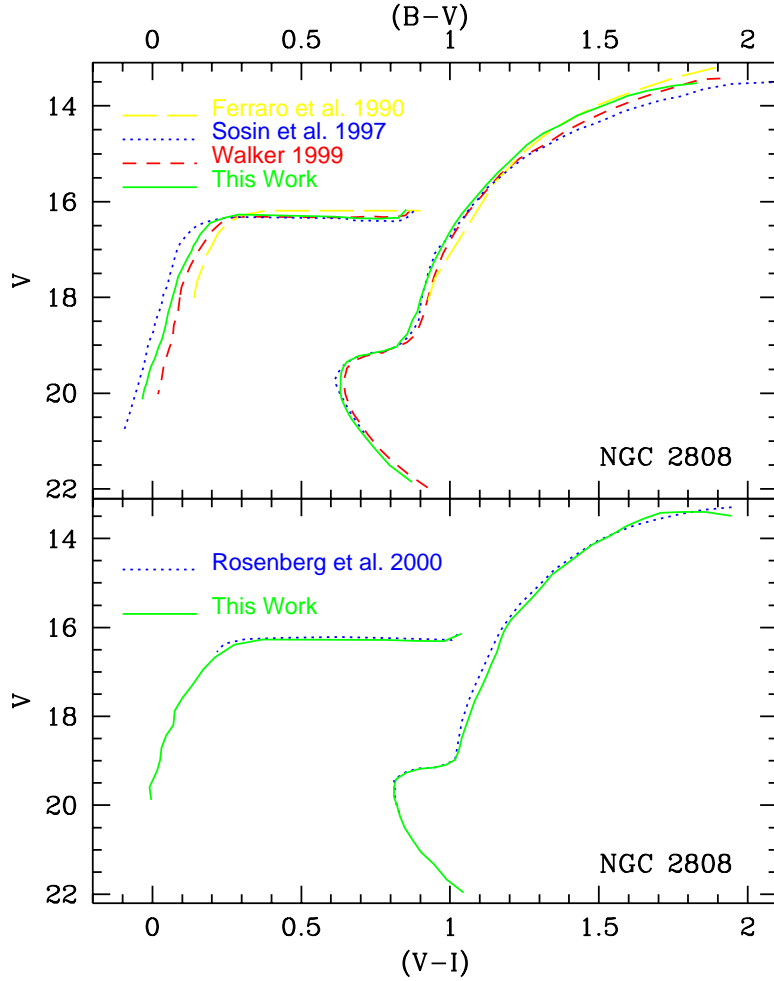 (B−V)
0 0.5 1 1.5 2
14
16
18
20
22
V
Ferraro et al. 1990
Sosin et al. 1997
Walker 1999
This Work
NGC 2808
14
16
18
20
22
V
Rosenberg et al. 2000
This Work
NGC 2808
0 0.5 1 1.5 2
(V−I)